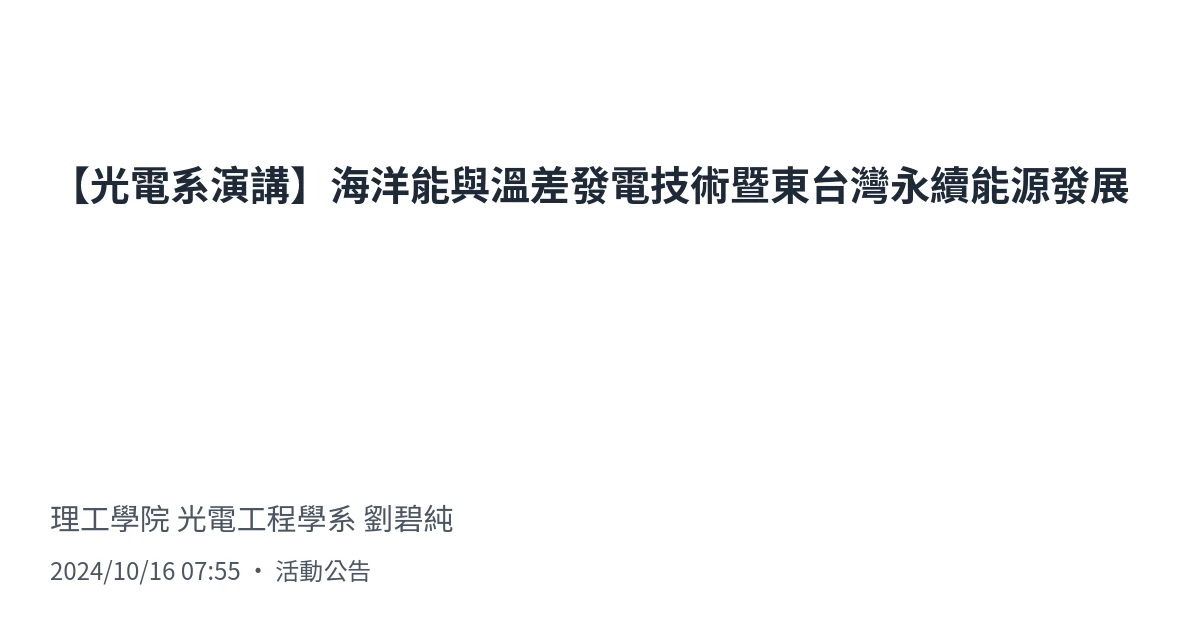 【光電系演講】海洋能與溫差發電技術暨東台灣永續能源發展
理工學院 光電工程學系 劉碧純
2024/10/16 07:55 • 活動公告